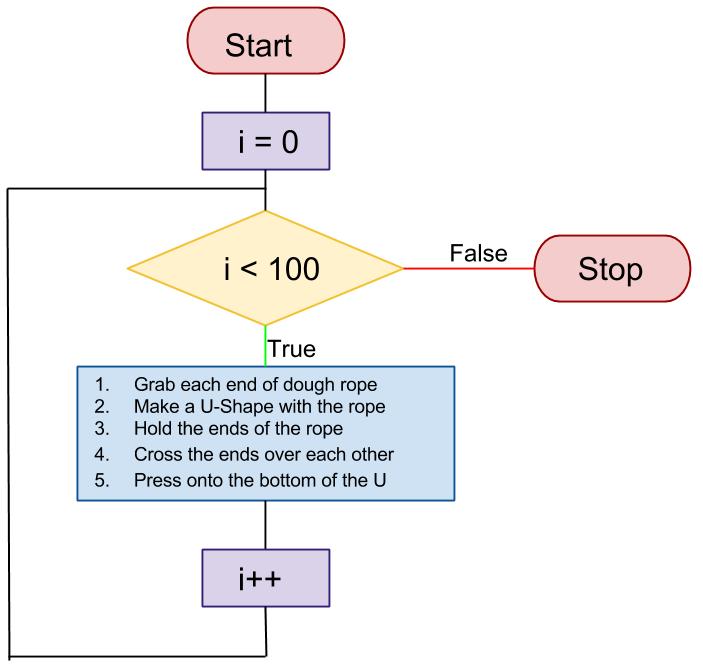 Start
i = 0
i < 100
False
Stop
True
1. Grab each end of dough rope
2. Make a U-Shape with the rope
3. Hold the ends of the rope
4. Cross the ends over each other
5. Press onto the bottom of the U
i++